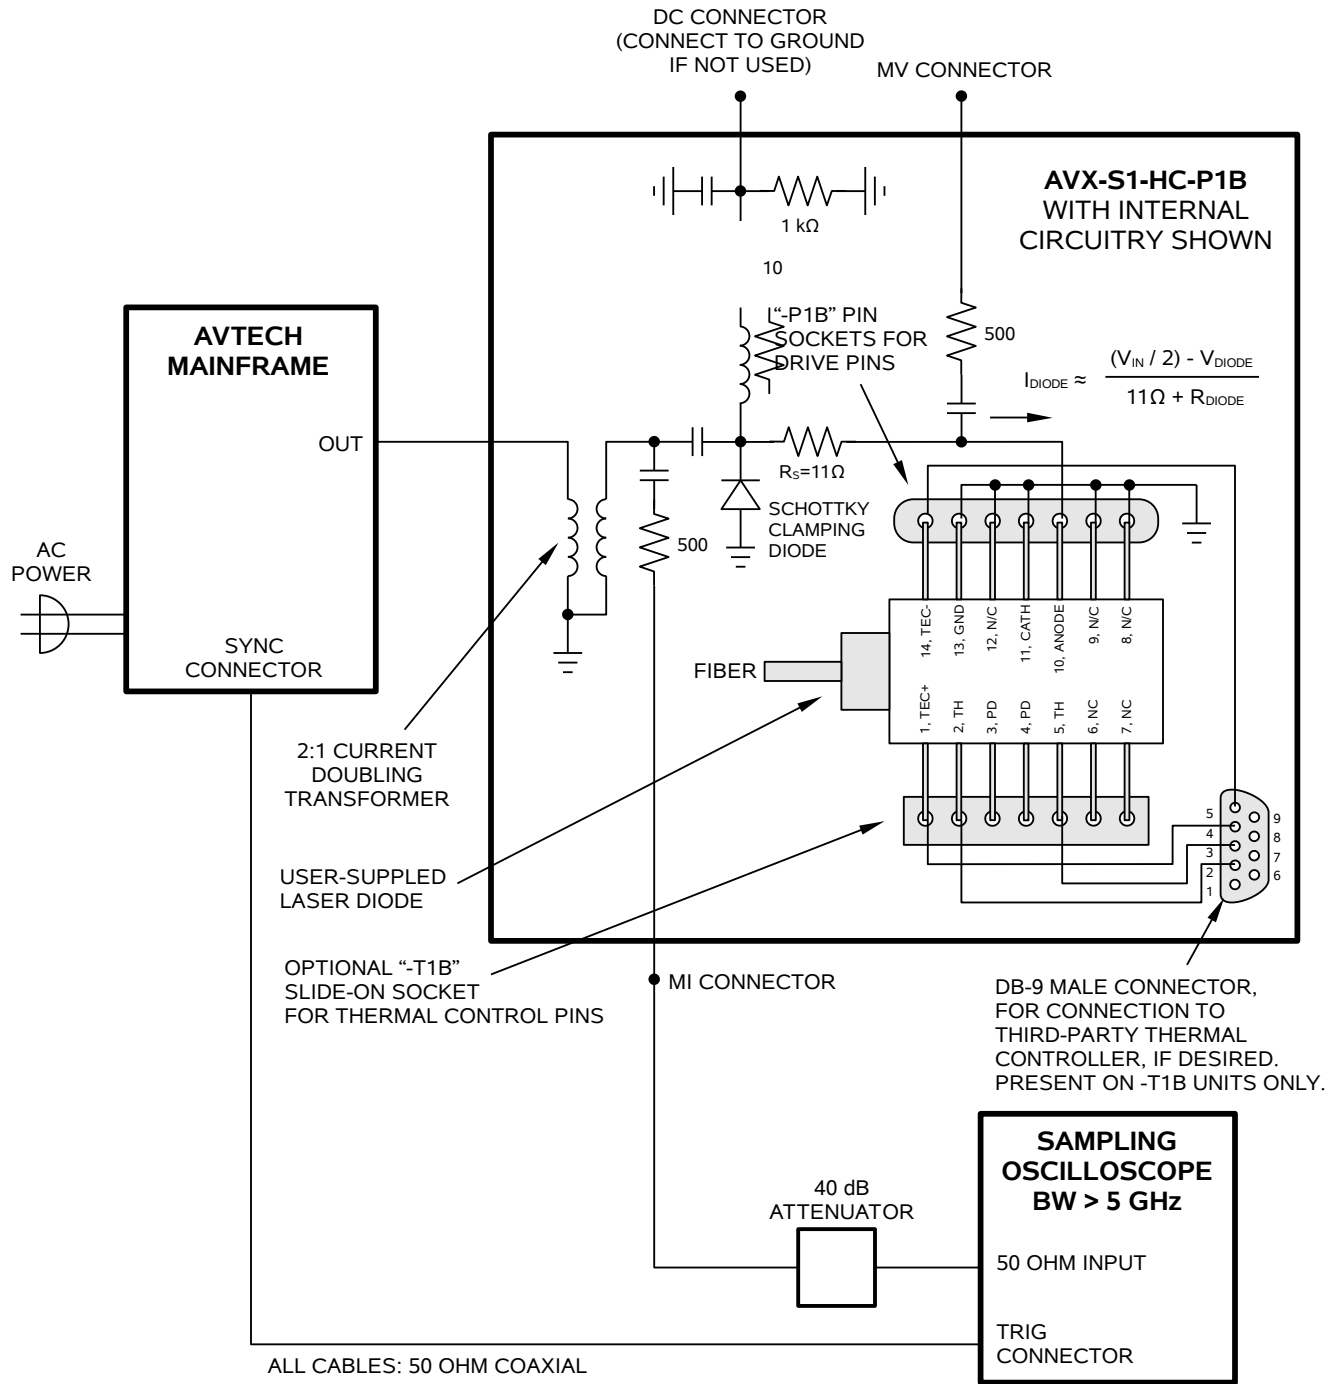 DC CONNECTOR
(CONNECT TO GROUND
IF NOT USED)
MV CONNECTOR
AVX-S1-HC-P1B
WITH INTERNAL
CIRCUITRY SHOWN
1 kΩ
10
"-P1B" PIN
SOCKETS FOR
DRIVE PINS
500
I_DIODE ≈ (V_IN / 2) - V_DIODE
11Ω + R_DIODE
AVTECH
MAINFRAME
OUT
R_S=11Ω
SCHOTTKY
CLAMPING
DIODE
500
AC
POWER
SYNC
CONNECTOR
14, TEC-
13, GND
12, N/C
11, CATH
10, ANODE
9, N/C
8, N/C
FIBER
1, TEC+
2, TH
3, PD
4, PD
5, TH
6, NC
7, NC
2:1 CURRENT
DOUBLING
TRANSFORMER
5
4
3
2
1
9
8
7
6
USER-SUPPLED
LASER DIODE
OPTIONAL “-T1B”
SLIDE-ON SOCKET
FOR THERMAL CONTROL PINS
MI CONNECTOR
DB-9 MALE CONNECTOR,
FOR CONNECTION TO
THIRD-PARTY THERMAL
CONTROLLER, IF DESIRED.
PRESENT ON -T1B UNITS ONLY.
SAMPLING
OSCILLOSCOPE
BW > 5 GHz
40 dB
ATTENUATOR
50 OHM INPUT
TRIG
CONNECTOR
ALL CABLES: 50 OHM COAXIAL